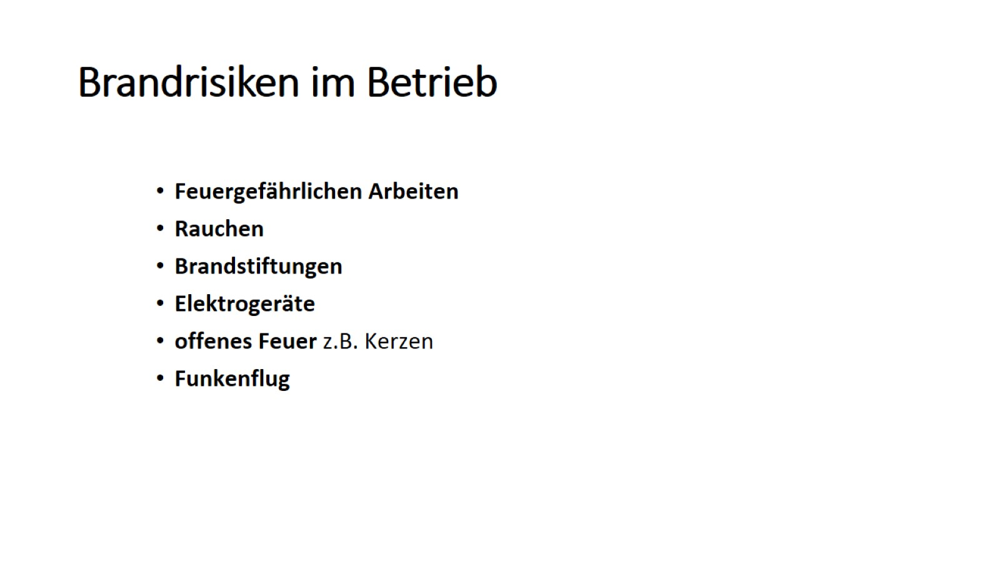 Brandrisiken im Betrieb
• Feuergefährlichen Arbeiten
• Rauchen
• Brandstiftungen
• Elektrogeräte
• offenes Feuer z.B. Kerzen
• Funkenflug